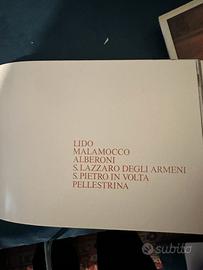 LIDO
MALAMOCCO
ALBERONI
S. LAZZARO DEGLI ARMENI
S. PIETRO IN VOLTA
PELLESTRINA
subito